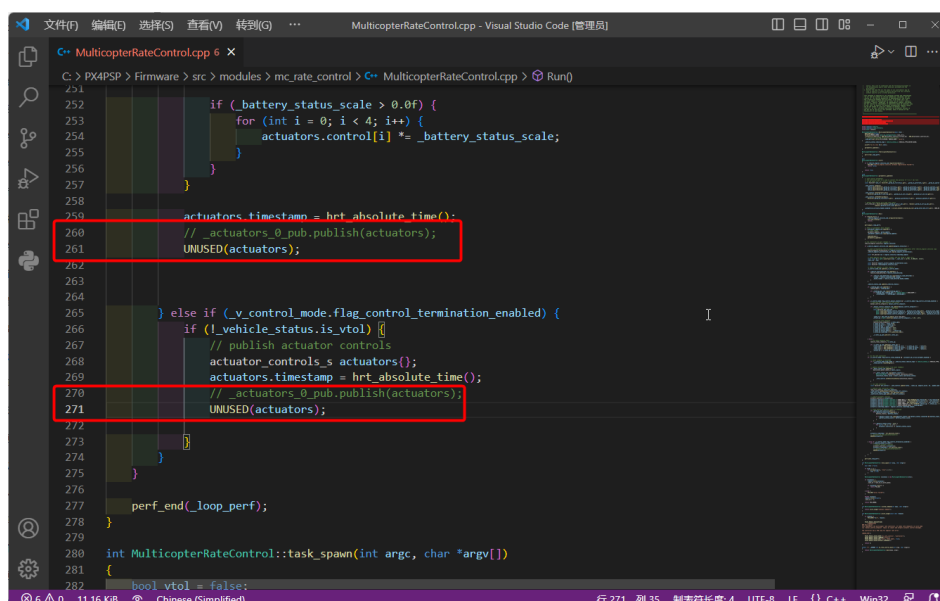 文件(F) 编辑(E) 选择(S) 查看(V) 转到(G) ··· MulticopterRateControl.cpp - Visual Studio Code [管理员]
C++ MulticopterRateControl.cpp 6 ×
C: > PX4PSP > Firmware > src > modules > mc_rate_control > C++ MulticopterRateControl.cpp > Run()
251
252 if (_battery_status_scale > 0.0f) {
253 for (int i = 0; i < 4; i++) {
254 actuators.control[i] *= _battery_status_scale;
255 }
256 }
257 }
258
259 actuators.timestamp = hrt_absolute_time();
260 // _actuators_0_pub.publish(actuators);
261 UNUSED(actuators);
262
263
264
265 } else if (_v_control_mode.flag_control_termination_enabled) {
266 if (!_vehicle_status.is_vtol) {
267 // publish actuator controls
268 actuator_controls_s actuators{};
269 actuators.timestamp = hrt_absolute_time();
270 // _actuators_0_pub.publish(actuators);
271 UNUSED(actuators);
272
273 }
274 }
275 }
276
277 perf_end(_loop_perf);
278 }
279
280 int MulticopterRateControl::task_spawn(int argc, char *argv[])
281 {
282 bool vtol = false;
6 0 11.16 KiB Chinese (Simplified) 行 271, 列 35 制表符长度: 4 UTF-8 LF {} C++ Win32